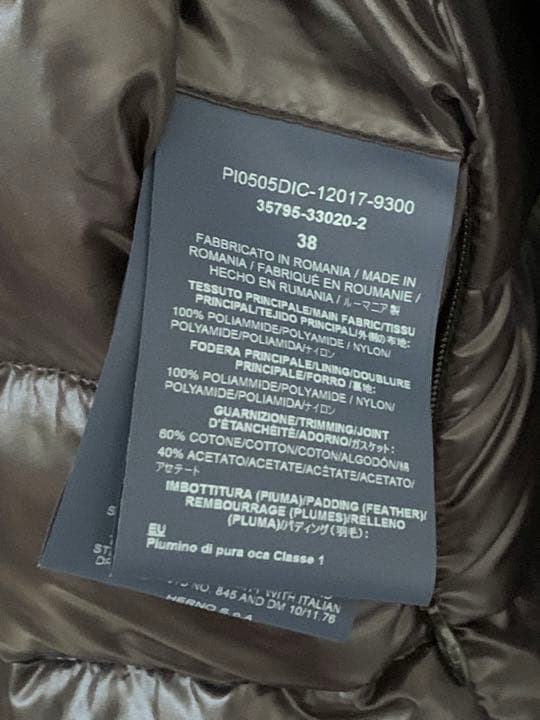 PI0505DIC-12017-9300
35795-33020-2
38
FABBRICATO IN ROMANIA / MADE IN
ROMANIA / FABRIQUÉ EN ROUMANIE /
HECHO EN RUMANIA / ルーマニア製
TESSUTO PRINCIPALE/MAIN FABRIC/TISSU
PRINCIPAL/TEJIDO PRINCIPAL/外側の布地:
100% POLIAMMIDE/POLYAMIDE / NYLON/
POLYAMIDE/POLIAMIDA/ナイロン
FODERA PRINCIPALE/LINING/DOUBLURE
PRINCIPALE/FORRO /裏地:
100% POLIAMMIDE/POLYAMIDE / NYLON/
POLYAMIDE/POLIAMIDA/ナイロン
GUARNIZIONE/TRIMMING/JOINT
D'ÉTANCHÉITÉ/ADORNO/ガスケット:
60% COTONE/COTTON/COTON/ALGODÓN/綿
40% ACETATO/ACETATE/ACÉTATE/ACETATO/
アセテート
IMBOTTITURA (PIUMA)/PADDING (FEATHER)/
REMBOURRAGE (PLUMES)/RELLENO
(PLUMA)/パディング (羽毛):
EU
Piumino di pura oca Classe 1
NO. 845 AND DM 10/11.76
WITH ITALIAN
HERNO S.p.A